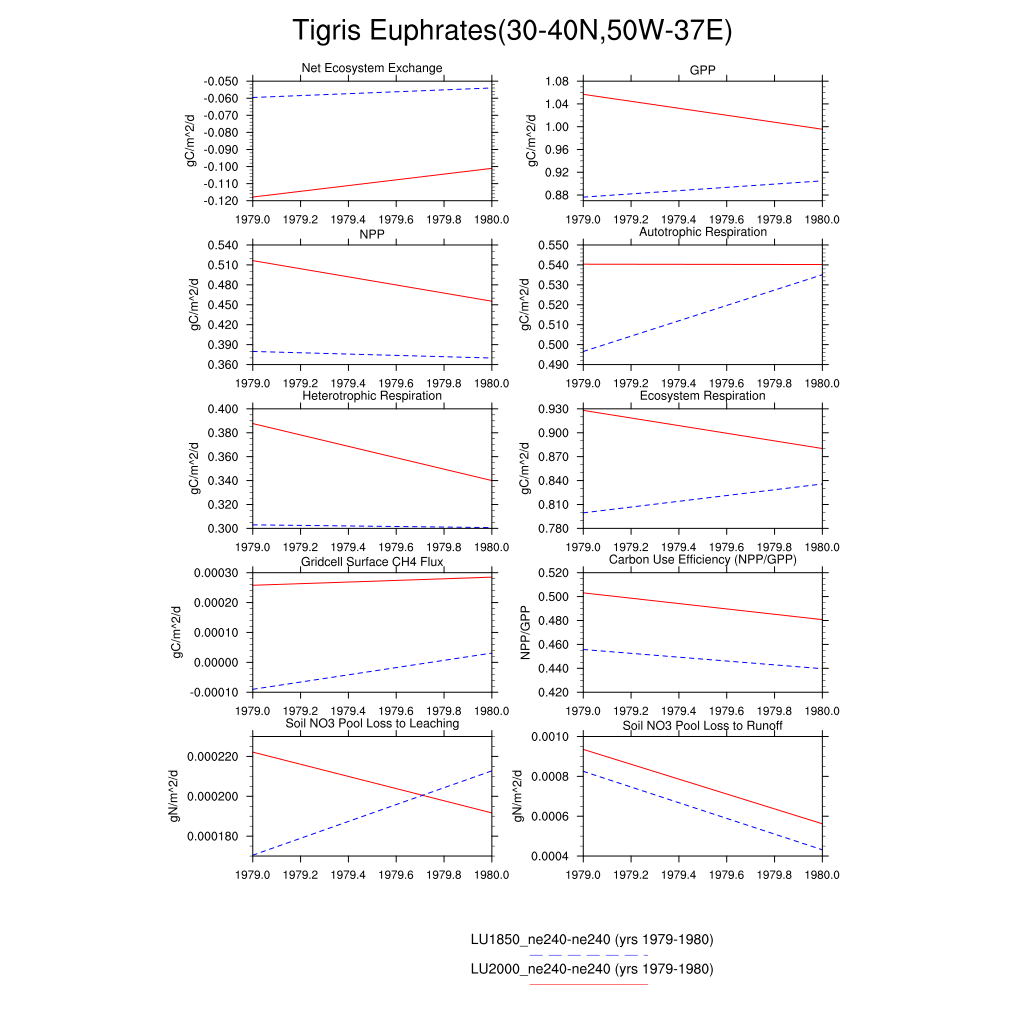 Tigris Euphrates(30-40N,50W-37E)
Net Ecosystem Exchange
gC/m^2/d
-0.050
-0.060
-0.070
-0.080
-0.090
-0.100
-0.110
-0.120
1979.0 1979.2 1979.4 1979.6 1979.8 1980.0
GPP
gC/m^2/d
1.08
1.04
1.00
0.96
0.92
0.88
1979.0 1979.2 1979.4 1979.6 1979.8 1980.0
NPP
gC/m^2/d
0.540
0.510
0.480
0.450
0.420
0.390
0.360
1979.0 1979.2 1979.4 1979.6 1979.8 1980.0
Autotrophic Respiration
gC/m^2/d
0.550
0.540
0.530
0.520
0.510
0.500
0.490
1979.0 1979.2 1979.4 1979.6 1979.8 1980.0
Heterotrophic Respiration
gC/m^2/d
0.400
0.380
0.360
0.340
0.320
0.300
1979.0 1979.2 1979.4 1979.6 1979.8 1980.0
Ecosystem Respiration
gC/m^2/d
0.930
0.900
0.870
0.840
0.810
0.780
1979.0 1979.2 1979.4 1979.6 1979.8 1980.0
Gridcell Surface CH4 Flux
gC/m^2/d
0.00030
0.00020
0.00010
0.00000
-0.00010
1979.0 1979.2 1979.4 1979.6 1979.8 1980.0
Carbon Use Efficiency (NPP/GPP)
NPP/GPP
0.520
0.500
0.480
0.460
0.440
0.420
1979.0 1979.2 1979.4 1979.6 1979.8 1980.0
Soil NO3 Pool Loss to Leaching
gN/m^2/d
0.000220
0.000200
0.000180
1979.0 1979.2 1979.4 1979.6 1979.8 1980.0
Soil NO3 Pool Loss to Runoff
gN/m^2/d
0.0010
0.0008
0.0006
0.0004
1979.0 1979.2 1979.4 1979.6 1979.8 1980.0
LU1850_ne240-ne240 (yrs 1979-1980)
LU2000_ne240-ne240 (yrs 1979-1980)